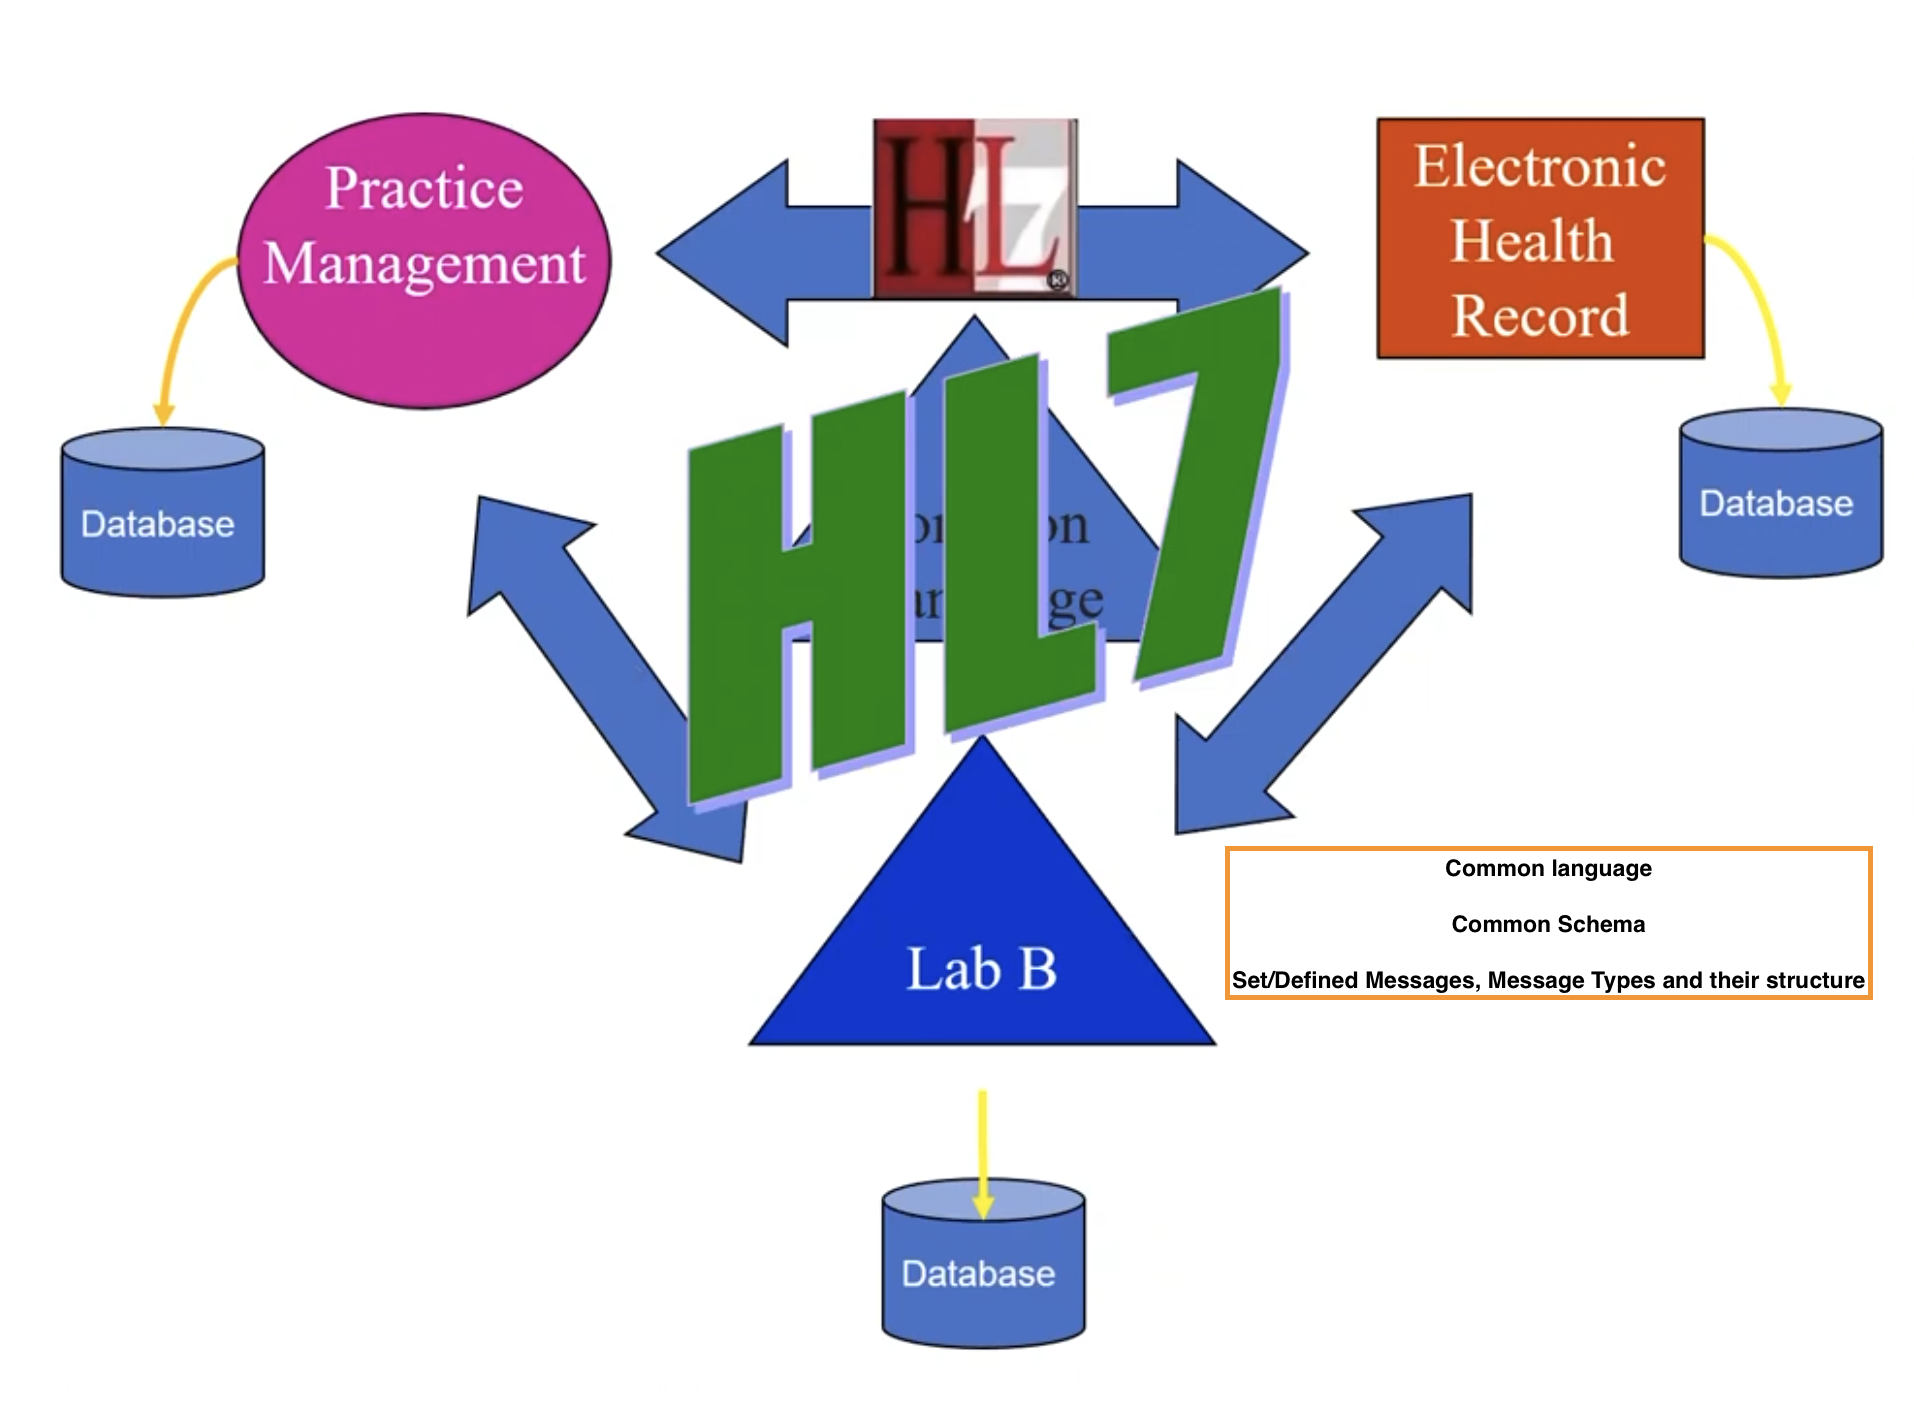 Practice
Management
HL7
®
Electronic
Health
Record
HL7
Database
Database
Lab B
Common language
Common Schema
Set/Defined Messages, Message Types and their structure
Database